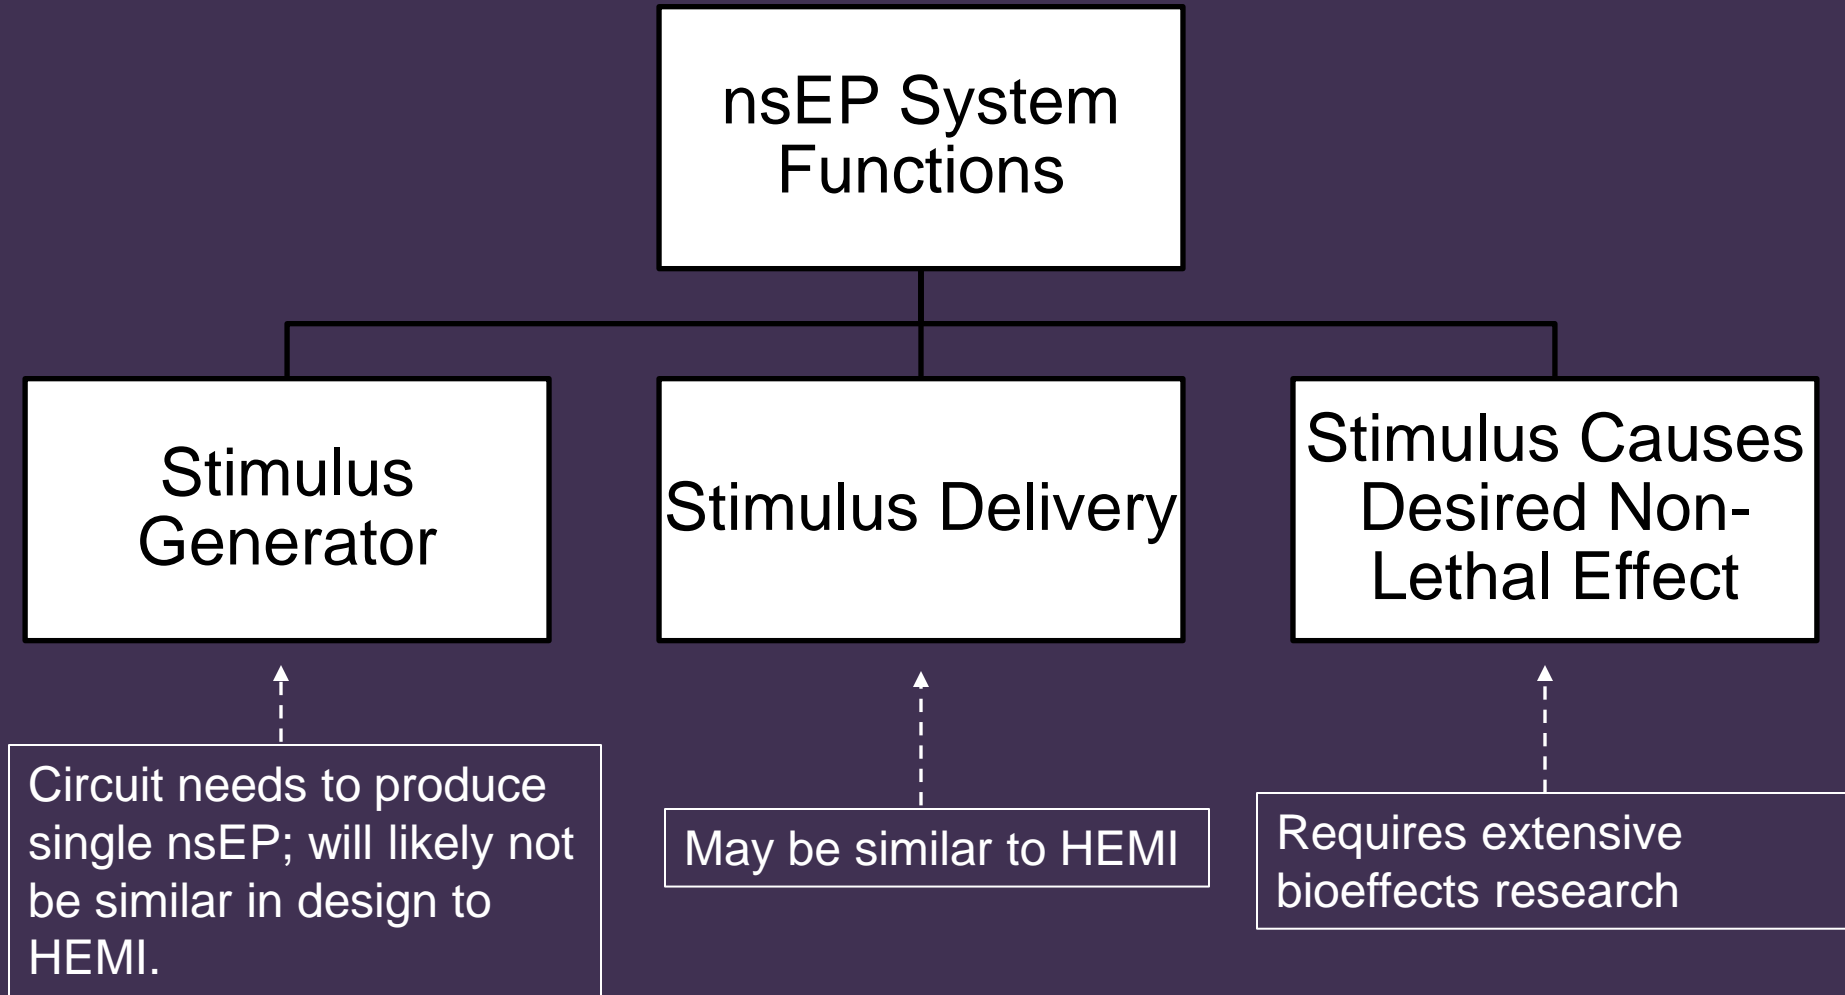 nsEP System
Functions
Stimulus
Generator
Stimulus Delivery
Stimulus Causes
Desired Non-
Lethal Effect
Circuit needs to produce
single nsEP; will likely not
be similar in design to
HEMI.
May be similar to HEMI
Requires extensive
bioeffects research